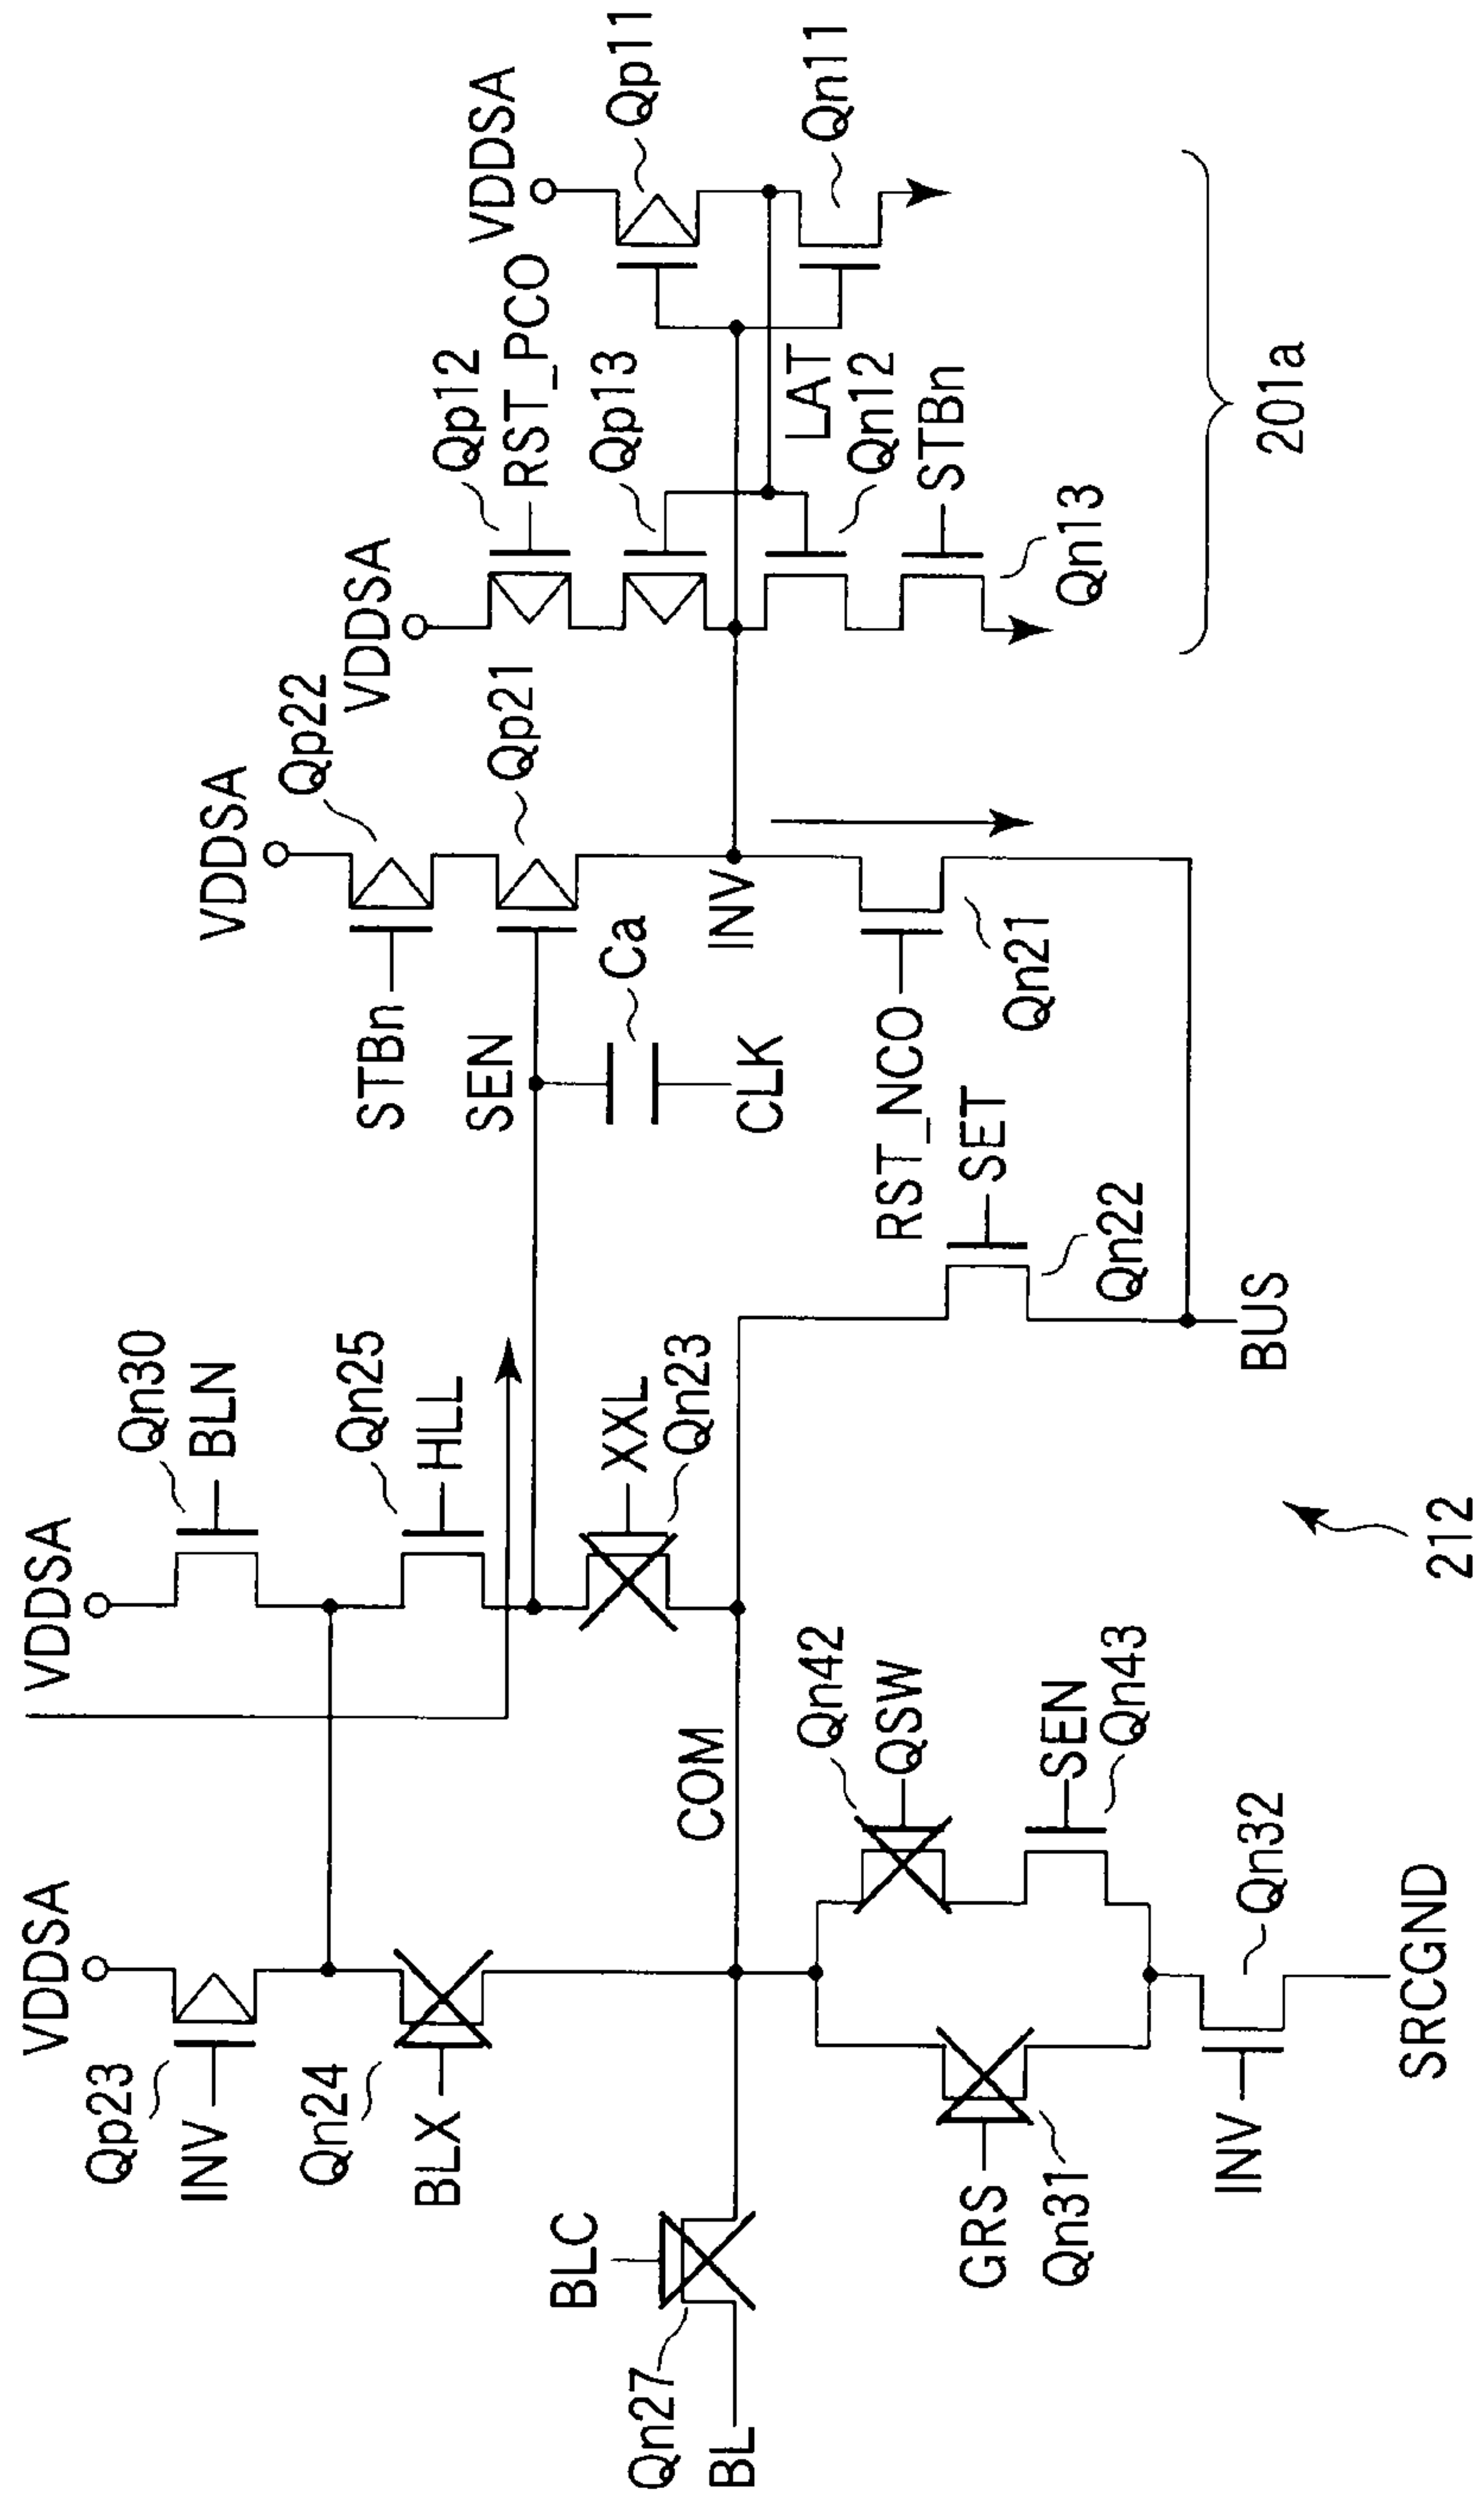 VDDSA
Qp23
INV
Qn24
BLX
BLC
Qn27
BL
GRS
Qn31
INV
SRCGND
Qn32
Qn42
QSW
SEN
Qn43
COM
VDDSA
Qn30
BLN
Qn25
HLL
XXL
Qn23
212
BUS
Qn22
SET
RST_NCO
Qn21
VDDSA
Qp22
STBn
SEN
Qp21
Ca
CLK
INV
VDDSA
Qp12
RST_PCO
Qp13
LAT
Qn12
STBn
Qn13
VDDSA
Qp11
Qn11
201a